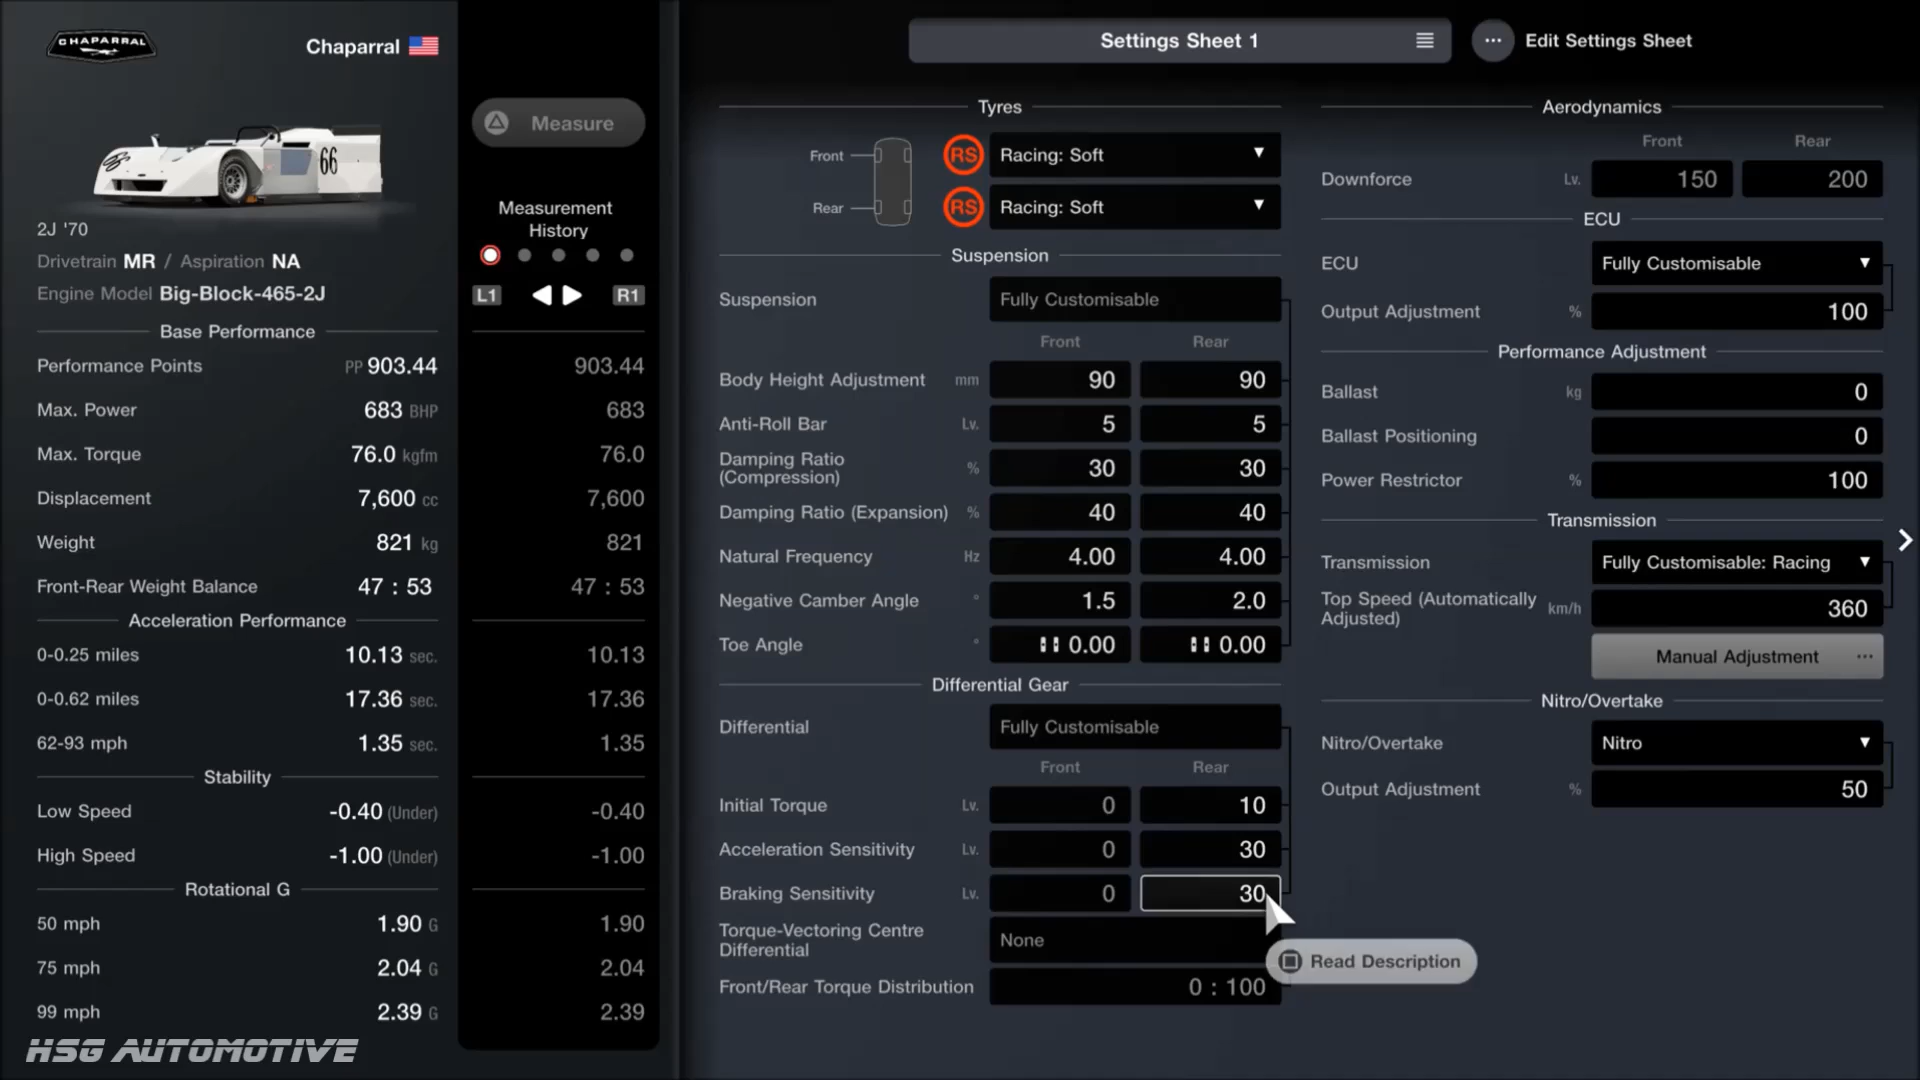 CHAPARRAL
Chaparral
66
66
2J '70
Drivetrain MR / Aspiration NA
Engine Model Big-Block-465-2J
Base Performance
Performance Points PP 903.44
Max. Power 683 BHP
Max. Torque 76.0 kgfm
Displacement 7,600 cc
Weight 821 kg
Front-Rear Weight Balance 47 : 53
Acceleration Performance
0-0.25 miles 10.13 sec.
0-0.62 miles 17.36 sec.
62-93 mph 1.35 sec.
Stability
Low Speed -0.40 (Under)
High Speed -1.00 (Under)
Rotational G
50 mph 1.90 G
75 mph 2.04 G
99 mph 2.39 G
HSG AUTOMOTIVE
Measure
Measurement
History
L1 R1
903.44
683
76.0
7,600
821
47 : 53
10.13
17.36
1.35
-0.40
-1.00
1.90
2.04
2.39
Settings Sheet 1
Edit Settings Sheet
Tyres
Front RS Racing: Soft
Rear RS Racing: Soft
Suspension
Suspension Fully Customisable
Front Rear
Body Height Adjustment mm 90 90
Anti-Roll Bar Lv. 5 5
Damping Ratio
(Compression) % 30 30
Damping Ratio (Expansion) % 40 40
Natural Frequency Hz 4.00 4.00
Negative Camber Angle ° 1.5 2.0
Toe Angle ° 0.00 0.00
Differential Gear
Differential Fully Customisable
Front Rear
Initial Torque Lv. 0 10
Acceleration Sensitivity Lv. 0 30
Braking Sensitivity Lv. 0 30
Torque-Vectoring Centre
Differential None
Front/Rear Torque Distribution 0 : 100
Read Description
Aerodynamics
Front Rear
Downforce Lv. 150 200
ECU
ECU Fully Customisable
Output Adjustment % 100
Performance Adjustment
Ballast kg 0
Ballast Positioning 0
Power Restrictor % 100
Transmission
Transmission Fully Customisable: Racing
Top Speed (Automatically
Adjusted) km/h 360
Manual Adjustment
Nitro/Overtake
Nitro/Overtake Nitro
Output Adjustment % 50